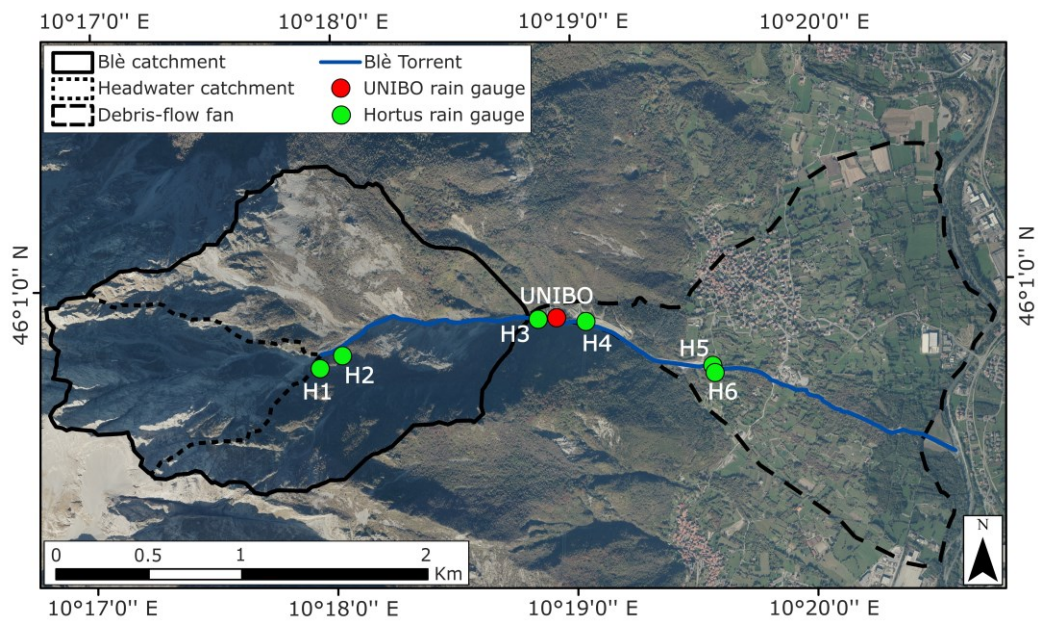 10°17'0'' E 10°18'0'' E 10°19'0'' E 10°20'0'' E
Blè catchment
Headwater catchment
Debris-flow fan
Blè Torrent
UNIBO rain gauge
Hortus rain gauge
46°1'0'' N
46°1'0'' N
UNIBO
H3
H4
H1
H2
H5
H6
0 0.5 1 2
Km
N
10°17'0'' E 10°18'0'' E 10°19'0'' E 10°20'0'' E